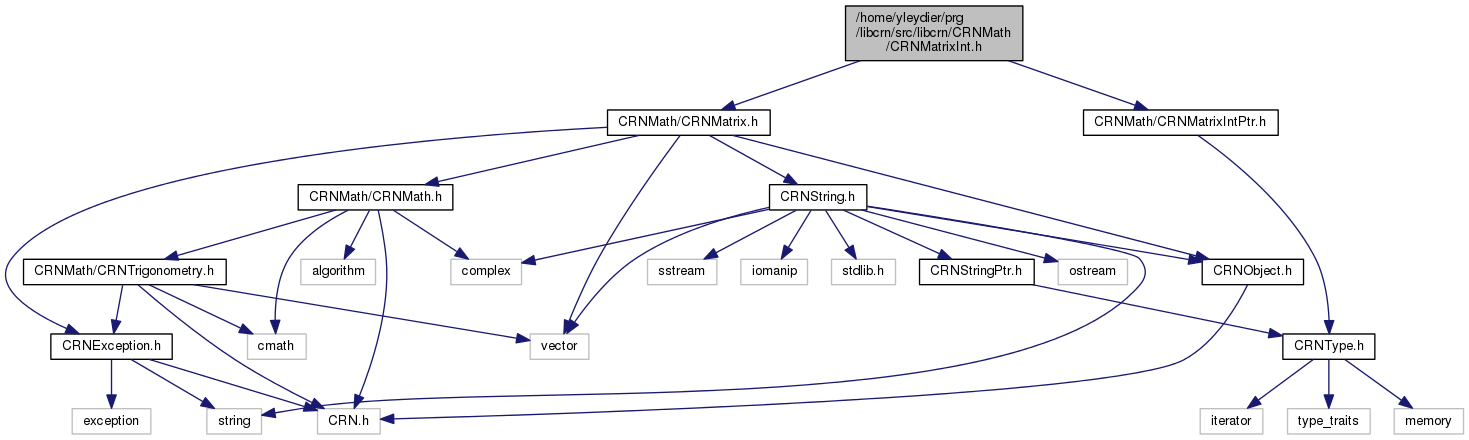 /home/yleydier/prg
/libcrn/src/libcrn/CRNMath
/CRNMatrixInt.h
CRNMath/CRNMatrix.h
CRNMath/CRNMatrixIntPtr.h
CRNMath/CRNMath.h
CRNString.h
CRNMath/CRNTrigonometry.h
algorithm
complex
sstream
iomanip
stdlib.h
CRNStringPtr.h
ostream
CRNObject.h
CRNException.h
cmath
vector
CRNType.h
exception
string
CRN.h
iterator
type_traits
memory